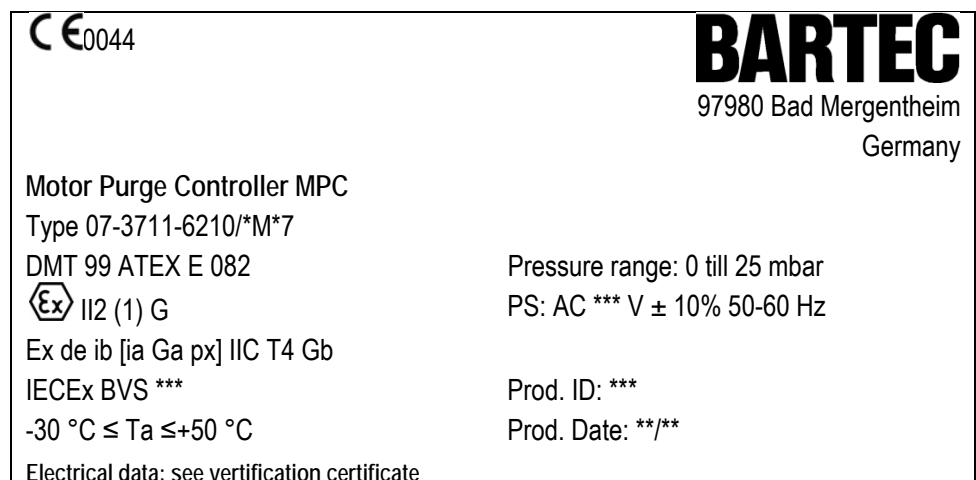 CE0044
BARTEC
97980 Bad Mergentheim
Germany
Motor Purge Controller MPC
Type 07-3711-6210/*M*7
DMT 99 ATEX E 082
Pressure range: 0 till 25 mbar
Ex II2 (1) G
PS: AC *** V ± 10% 50-60 Hz
Ex de ib [ia Ga px] IIC T4 Gb
IECEx BVS ***
Prod. ID: ***
-30 °C ≤ Ta ≤+50 °C
Prod. Date: **/**
Electrical data: see vertification certificate